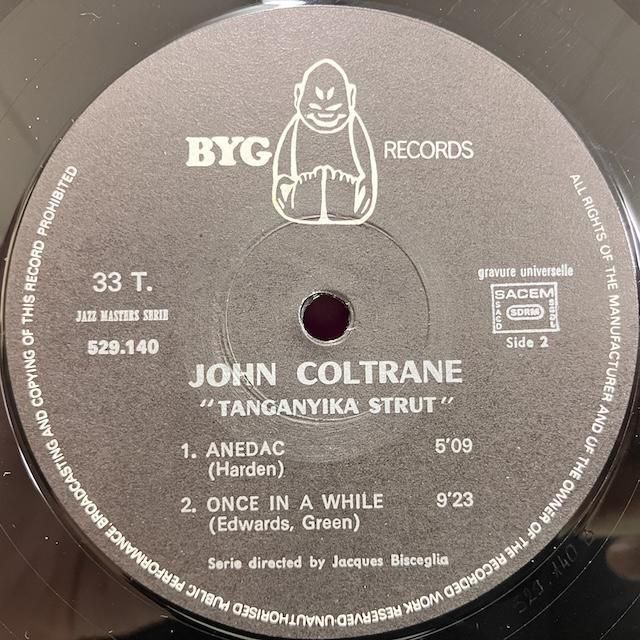 BYG RECORDS
33 T.
JAZZ MASTERS SERIE
529.140
gravure universelle
SACEM
SACD
SDRM
SGDL
Side 2
JOHN COLTRANE
"TANGANYIKA STRUT"
1. ANEDAC 5'09
(Harden)
2. ONCE IN A WHILE 9'23
(Edwards, Green)
Serie directed by Jacques Bisceglia
ALL RIGHTS OF THE MANUFACTURER AND OF THE OWNER OF THE RECORDED WORK RESERVED-UNAUTHORISED PUBLIC PERFORMANCE BROADCASTING AND COPYING OF THIS RECORD PROHIBITED